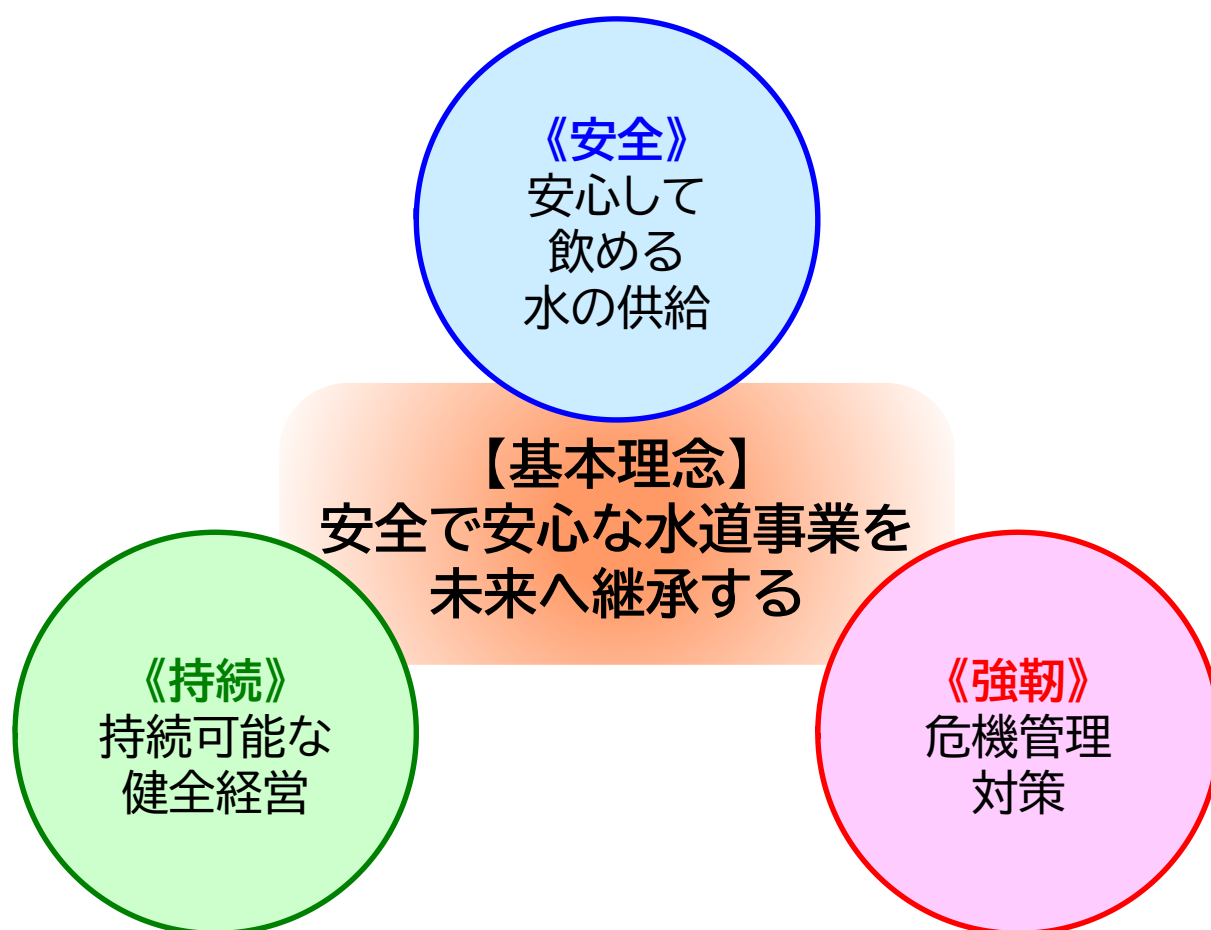 《安全》
安心して
飲める
水の供給
【基本理念】
安全で安心な水道事業を
未来へ継承する
《持続》
持続可能な
健全経営
《強靭》
危機管理
対策